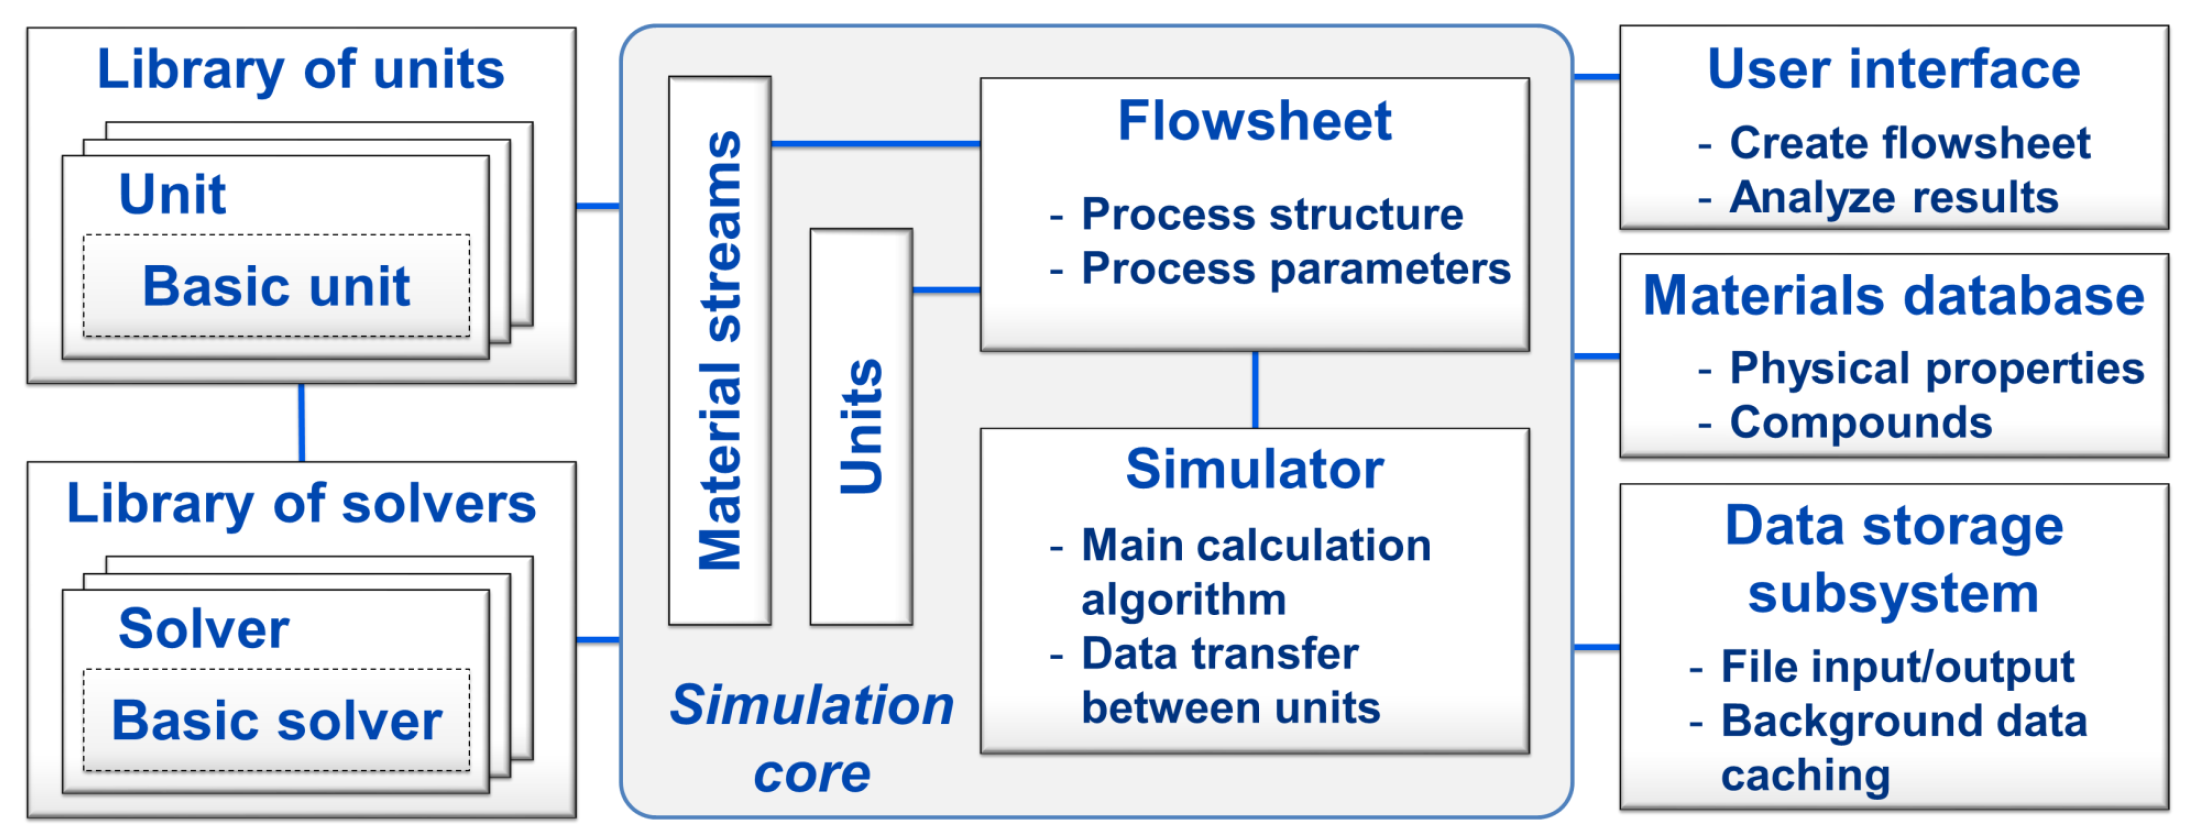 Library of units
Unit
Basic unit
Library of solvers
Solver
Basic solver
Material streams
Units
Simulation
core
Flowsheet
- Process structure
- Process parameters
Simulator
- Main calculation
algorithm
- Data transfer
between units
User interface
- Create flowsheet
- Analyze results
Materials database
- Physical properties
- Compounds
Data storage
subsystem
- File input/output
- Background data
caching